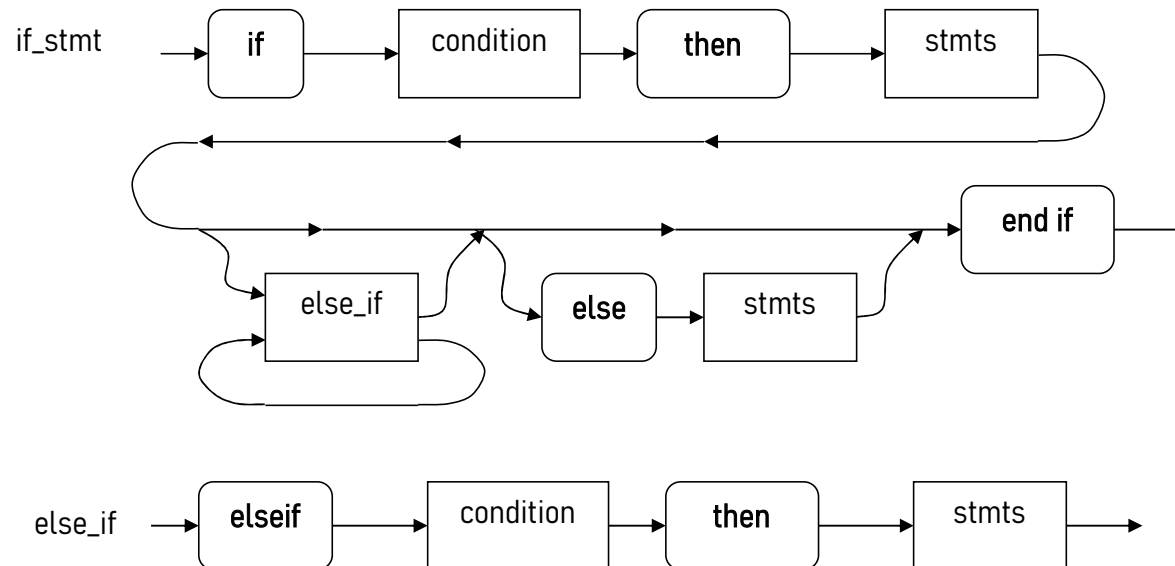 if_stmt if condition then stmts
end if
else_if else stmts
else_if elseif condition then stmts